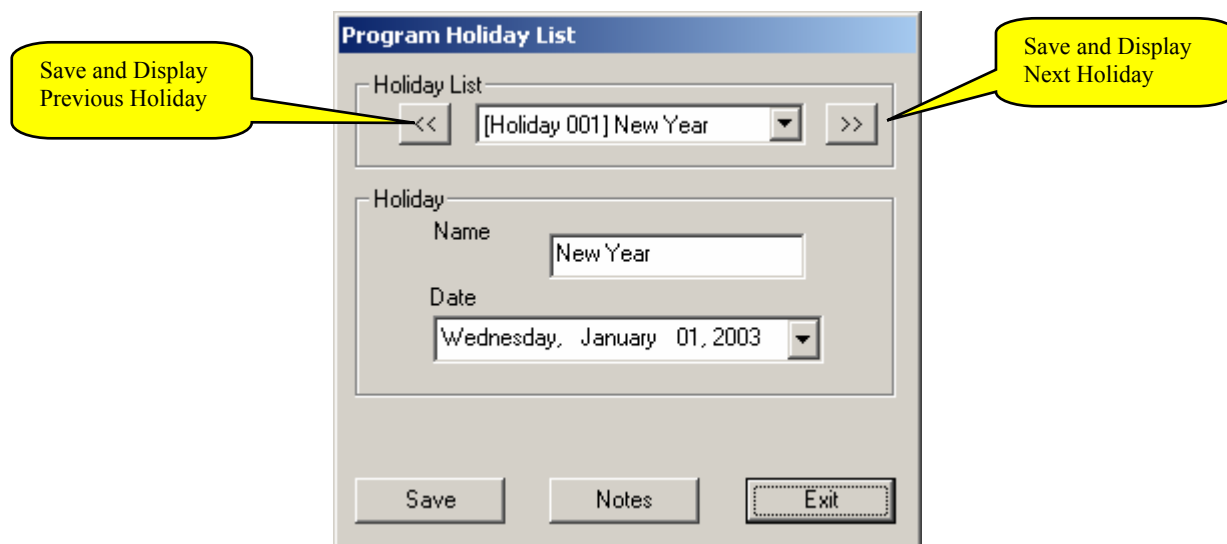 Program Holiday List
Save and Display
Previous Holiday
Save and Display
Next Holiday
Holiday List
<<
[Holiday 001] New Year
>>
Holiday
Name
New Year
Date
Wednesday, January 01, 2003
Save
Notes
Exit